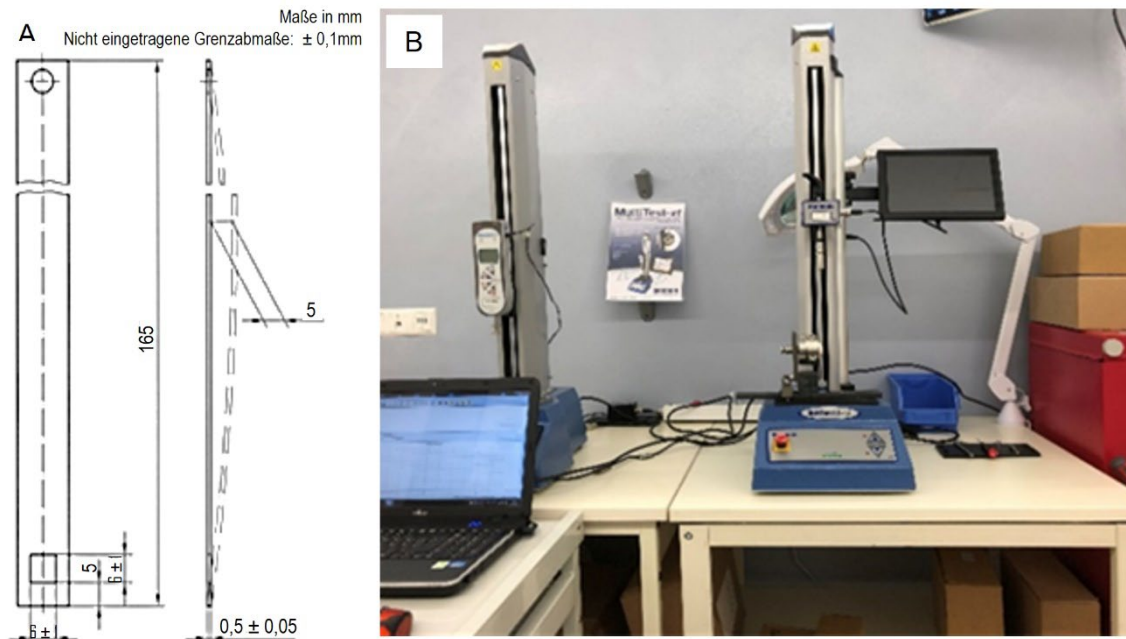 A
Maße in mm
Nicht eingetragene Grenzabmaße: ± 0,1mm
165
5
5
6 ± 1
6 ± 1
0,5 ± 0,05
B
MultiTest-xt